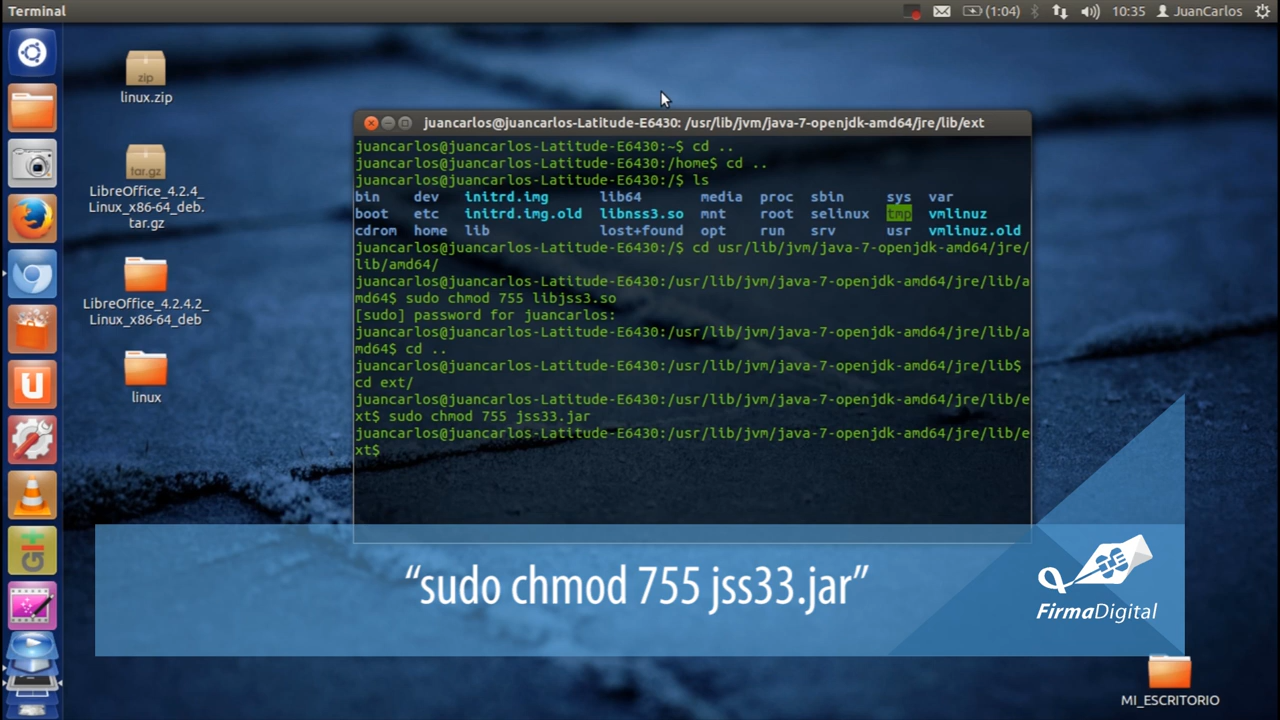 Terminal
(1:04)
10:35
JuanCarlos
zip
linux.zip
tar.gz
LibreOffice_4.2.4_
Linux_x86-64_deb.
tar.gz
LibreOffice_4.2.4.2_
Linux_x86-64_deb
linux
juancarlos@juancarlos-Latitude-E6430: /usr/lib/jvm/java-7-openjdk-amd64/jre/lib/ext
juancarlos@juancarlos-Latitude-E6430:~$ cd ..
juancarlos@juancarlos-Latitude-E6430:/home$ cd ..
juancarlos@juancarlos-Latitude-E6430:/$ ls
bin dev initrd.img lib64 media proc sbin sys var
boot etc initrd.img.old libnss3.so mnt root selinux tmp vmlinuz
cdrom home lib lost+found opt run srv usr vmlinuz.old
juancarlos@juancarlos-Latitude-E6430:/$ cd usr/lib/jvm/java-7-openjdk-amd64/jre/
lib/amd64/
juancarlos@juancarlos-Latitude-E6430:/usr/lib/jvm/java-7-openjdk-amd64/jre/lib/a
md64$ sudo chmod 755 libjss3.so
[sudo] password for juancarlos:
juancarlos@juancarlos-Latitude-E6430:/usr/lib/jvm/java-7-openjdk-amd64/jre/lib/a
md64$ cd ..
juancarlos@juancarlos-Latitude-E6430:/usr/lib/jvm/java-7-openjdk-amd64/jre/lib$
cd ext/
juancarlos@juancarlos-Latitude-E6430:/usr/lib/jvm/java-7-openjdk-amd64/jre/lib/e
xt$ sudo chmod 755 jss33.jar
juancarlos@juancarlos-Latitude-E6430:/usr/lib/jvm/java-7-openjdk-amd64/jre/lib/e
xt$
“sudo chmod 755 jss33.jar”
FirmaDigital
MI_ESCRITORIO